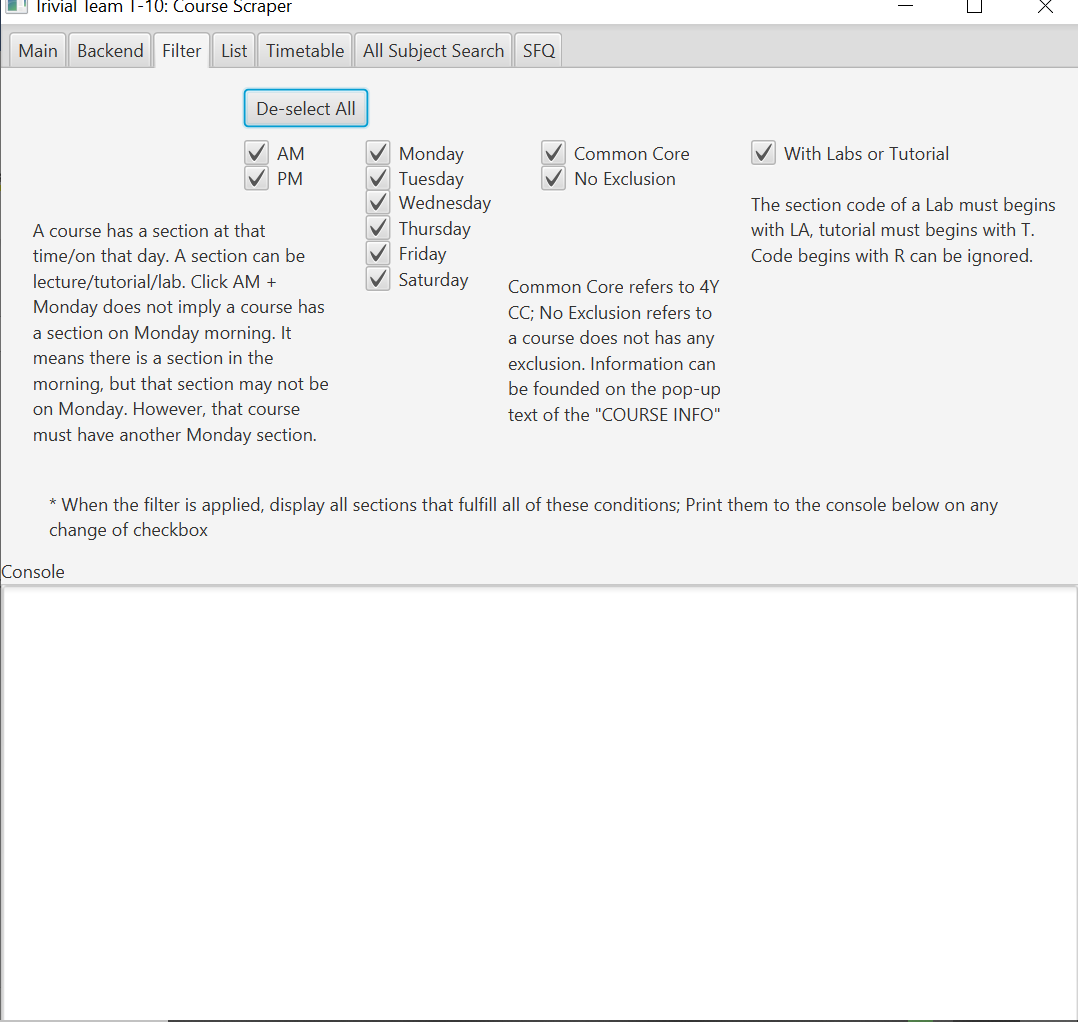 Trivial Team T-10: Course Scraper
Main Backend Filter List Timetable All Subject Search SFQ
De-select All
AM
PM
Monday
Tuesday
Wednesday
Thursday
Friday
Saturday
Common Core
No Exclusion
With Labs or Tutorial
A course has a section at that
time/on that day. A section can be
lecture/tutorial/lab. Click AM +
Monday does not imply a course has
a section on Monday morning. It
means there is a section in the
morning, but that section may not be
on Monday. However, that course
must have another Monday section.
Common Core refers to 4Y
CC; No Exclusion refers to
a course does not has any
exclusion. Information can
be founded on the pop-up
text of the "COURSE INFO"
The section code of a Lab must begins
with LA, tutorial must begins with T.
Code begins with R can be ignored.
* When the filter is applied, display all sections that fulfill all of these conditions; Print them to the console below on any
change of checkbox
Console